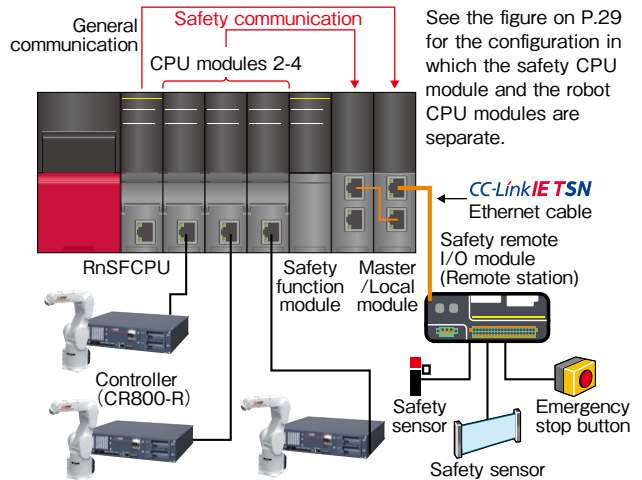 General
communication
Safety communication
CPU modules 2-4
See the figure on P.29
for the configuration in
which the safety CPU
module and the robot
CPU modules are
separate.
CC-Link IE TSN
Ethernet cable
Safety remote
I/O module
(Remote station)
RnSFCPU
Safety
function
module
Master
/Local
module
Controller
(CR800-R)
Safety
sensor
Emergency
stop button
Safety sensor